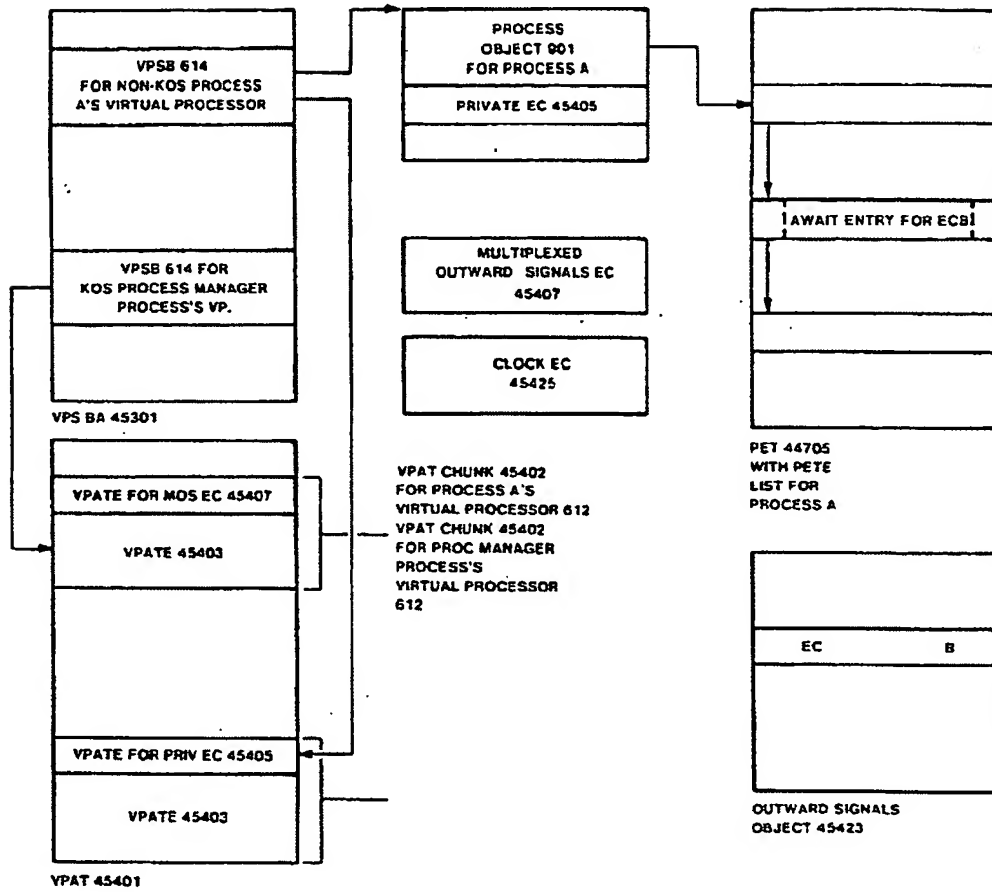 VPSB 614
FOR NON-KOS PROCESS
A'S VIRTUAL PROCESSOR
VPSB 614 FOR
KOS PROCESS MANAGER
PROCESS'S VP.
VPS BA 45301
PROCESS
OBJECT 901
FOR PROCESS A
PRIVATE EC 45405
MULTIPLEXED
OUTWARD SIGNALS EC
45407
CLOCK EC
45425
AWAIT ENTRY FOR ECB
PET 44705
WITH PETE
LIST FOR
PROCESS A
VPATE FOR MOS EC 45407
VPATE 45403
VPATE FOR PRIV EC 45405
VPATE 45403
VPAT 45401
VPAT CHUNK 45402
FOR PROCESS A'S
VIRTUAL PROCESSOR 612
VPAT CHUNK 45402
FOR PROC MANAGER
PROCESS'S
VIRTUAL PROCESSOR
612
EC B
OUTWARD SIGNALS
OBJECT 45423